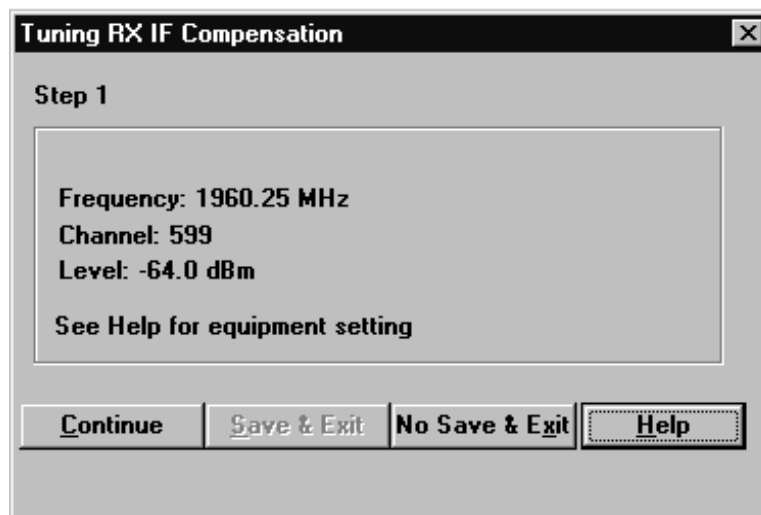 Tuning RX IF Compensation
Step 1
Frequency: 1960.25 MHz
Channel: 599
Level: -64.0 dBm
See Help for equipment setting
Continue Save & Exit No Save & Exit Help